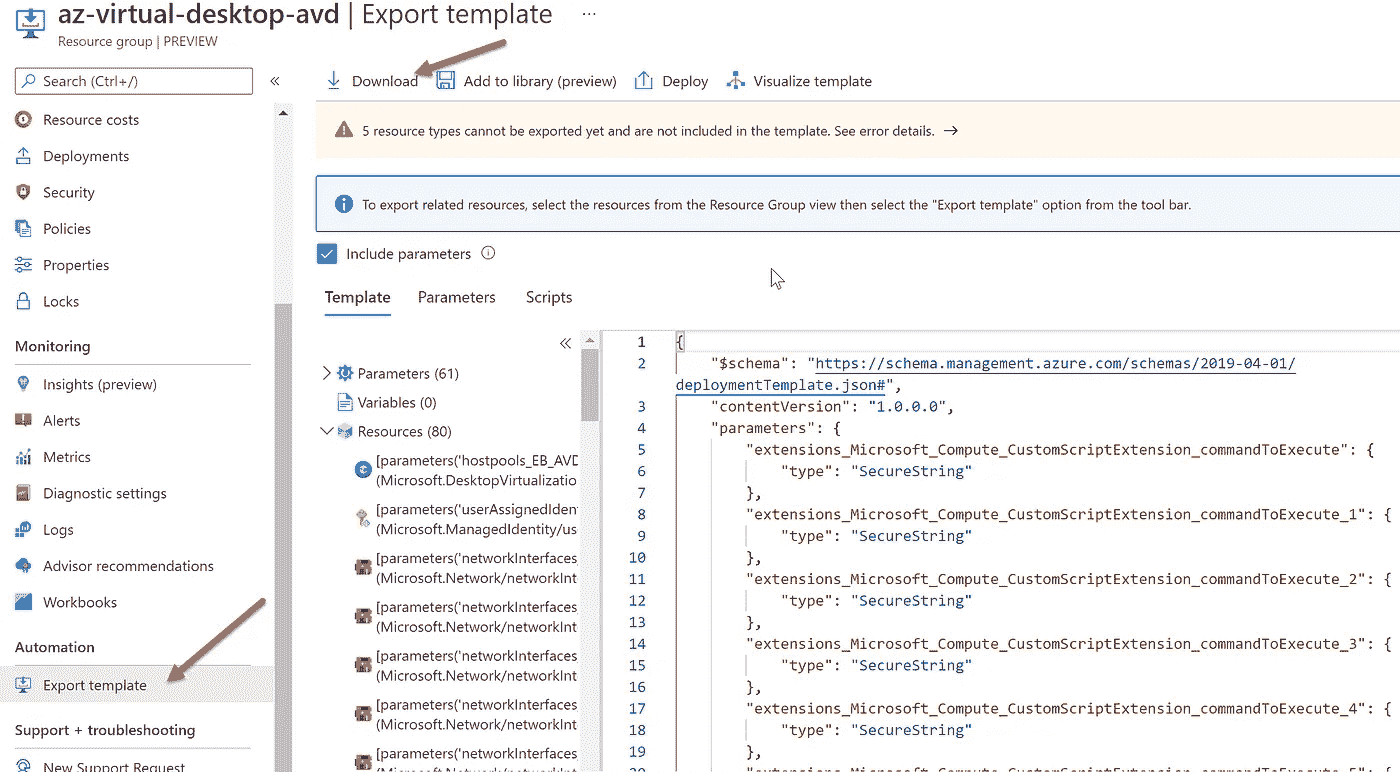 az-virtual-desktop-avd | Export template ...
Resource group | PREVIEW
Search (Ctrl+/)
«
Resource costs
Deployments
Security
Policies
Properties
Locks
Monitoring
Insights (preview)
Alerts
Metrics
Diagnostic settings
Logs
Advisor recommendations
Workbooks
Automation
Export template
Support + troubleshooting
New Support Request
Download Add to library (preview) Deploy Visualize template
5 resource types cannot be exported yet and are not included in the template. See error details. →
To export related resources, select the resources from the Resource Group view then select the "Export template" option from the tool bar.
Include parameters
Template Parameters Scripts
«
Parameters (61)
Variables (0)
Resources (80)
[parameters('hostpools_EB_AVD
(Microsoft.DesktopVirtualizatio
[parameters('userAssignedIden
(Microsoft.ManagedIdentity/us
[parameters('networkInterfaces
(Microsoft.Network/networkInt
[parameters('networkInterfaces
(Microsoft.Network/networkInt
[parameters('networkInterfaces
(Microsoft.Network/networkInt
[parameters('networkInterfaces
(Microsoft.Network/networkInt
[parameters('networkInterfaces
(Microsoft.Network/networkInt
1 {
2 "$schema": "https://schema.management.azure.com/schemas/2019-04-01/
deploymentTemplate.json#",
3 "contentVersion": "1.0.0.0",
4 "parameters": {
5 "extensions_Microsoft_Compute_CustomScriptExtension_commandToExecute": {
6 "type": "SecureString"
7 },
8 "extensions_Microsoft_Compute_CustomScriptExtension_commandToExecute_1": {
9 "type": "SecureString"
10 },
11 "extensions_Microsoft_Compute_CustomScriptExtension_commandToExecute_2": {
12 "type": "SecureString"
13 },
14 "extensions_Microsoft_Compute_CustomScriptExtension_commandToExecute_3": {
15 "type": "SecureString"
16 },
17 "extensions_Microsoft_Compute_CustomScriptExtension_commandToExecute_4": {
18 "type": "SecureString"
19 },